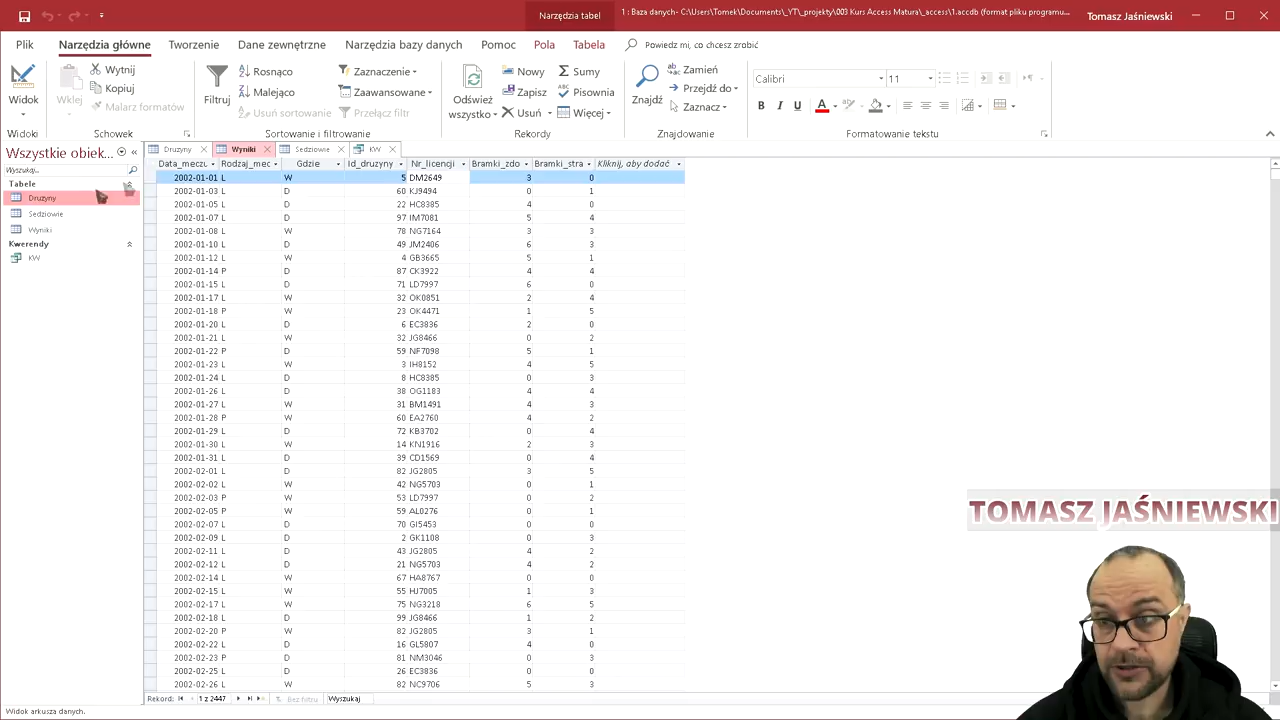 Narzędzia tabel
1 : Baza danych- C:\Users\Tomek\Documents\_YT\_projekty\003 Kurs Access Matura\_access\1.accdb (format pliku programu...
Tomasz Jaśniewski
Plik Narzędzia główne Tworzenie Dane zewnętrzne Narzędzia bazy danych Pomoc Pola Tabela Powiedz mi, co chcesz zrobić
Widok
Wklej
Wytnij
Kopiuj
Malarz formatów
Filtruj
Rosnąco
Malejąco
Usuń sortowanie
Zaznaczenie
Zaawansowane
Przełącz filtr
Odśwież
wszystko
Nowy
Zapisz
Usuń
Sumy
Pisownia
Więcej
Znajdź
Zamień
Przejdź do
Zaznacz
Calibri 11
B I U A
Widoki Schowek Sortowanie i filtrowanie Rekordy Znajdowanie Formatowanie tekstu
Wszystkie obiek...
Wyszukaj...
Tabele
Druzyny
Sedziowie
Wyniki
Kwerendy
KW
Druzyny Wyniki Sedziowie KW
Data_meczu Rodzaj_mec Gdzie Id_druzyny Nr_licencji Bramki_zdo Bramki_stra Kliknij, aby dodać
2002-01-01 L W 5 DM2649 3 0
2002-01-03 L D 60 KJ9494 0 1
2002-01-05 L D 22 HC8385 4 0
2002-01-07 L D 97 IM7081 5 4
2002-01-08 L W 78 NG7164 3 3
2002-01-10 L D 49 JM2406 6 3
2002-01-12 L W 4 GB3665 5 1
2002-01-14 P D 87 CK3922 4 4
2002-01-15 L D 71 LD7997 6 0
2002-01-17 L W 32 OK0851 2 4
2002-01-18 P W 23 OK4471 1 5
2002-01-20 L D 6 EC3836 2 0
2002-01-21 L W 32 JG8466 0 2
2002-01-22 P D 59 NF7098 5 1
2002-01-23 L W 3 IH8152 4 5
2002-01-24 L D 8 HC8385 0 3
2002-01-26 L D 38 OG1183 4 4
2002-01-27 L W 31 BM1491 4 3
2002-01-28 P W 60 EA2760 4 2
2002-01-29 L D 72 KB3702 0 4
2002-01-30 L W 14 KN1916 2 3
2002-01-31 L D 39 CD1569 0 4
2002-02-01 L D 82 JG2805 3 5
2002-02-02 L W 42 NG5703 0 1
2002-02-03 P W 53 LD7997 0 2
2002-02-05 P W 59 AL0276 0 1
2002-02-07 L D 70 GI5453 0 0
2002-02-09 L D 2 GK1108 0 3
2002-02-11 L D 43 JG2805 4 2
2002-02-12 L D 21 NG5703 4 2
2002-02-14 L W 67 HA8767 0 0
2002-02-15 L W 55 HJ7005 1 3
2002-02-17 L W 75 NG3218 6 5
2002-02-18 L D 99 JG8466 1 2
2002-02-20 P W 82 JG2805 3 1
2002-02-22 L D 16 GL5807 4 0
2002-02-23 P D 81 NM3046 0 3
2002-02-25 L D 26 EC3836 0 0
2002-02-26 L W 82 NC9706 5 3
TOMASZ JAŚNIEWSKI
Rekord: 1 z 2447 Bez filtru Wyszukaj
Widok arkusza danych.